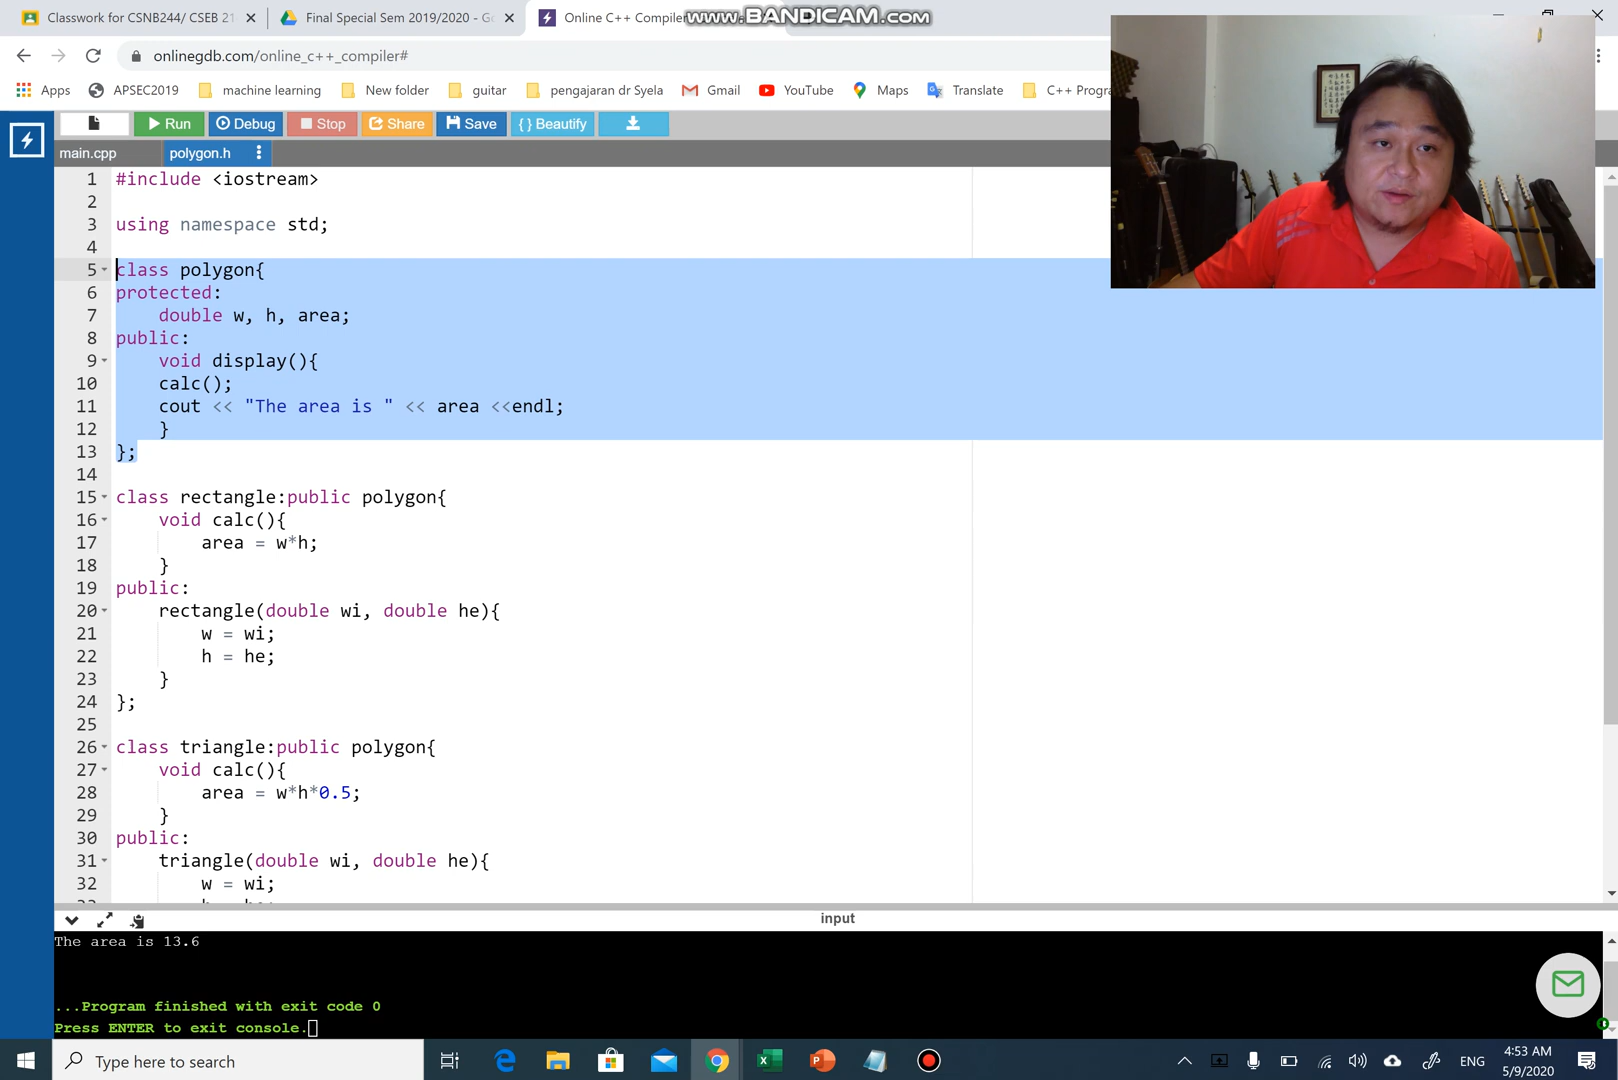 Classwork for CSNB244/ CSEB 21
Final Special Sem 2019/2020 - Go
Online C++ Compiler
www.BANDICAM.com
onlinegdb.com/online_c++_compiler#
Apps
APSEC2019
machine learning
New folder
guitar
pengajaran dr Syela
Gmail
YouTube
Maps
Translate
C++ Progra
Run
Debug
Stop
Share
Save
{ } Beautify
main.cpp
polygon.h
1 #include <iostream>
2
3 using namespace std;
4
5 class polygon{
6 protected:
7 double w, h, area;
8 public:
9 void display(){
10 calc();
11 cout << "The area is " << area <<endl;
12 }
13 };
14
15 class rectangle:public polygon{
16 void calc(){
17 area = w*h;
18 }
19 public:
20 rectangle(double wi, double he){
21 w = wi;
22 h = he;
23 }
24 };
25
26 class triangle:public polygon{
27 void calc(){
28 area = w*h*0.5;
29 }
30 public:
31 triangle(double wi, double he){
32 w = wi;
input
The area is 13.6
...Program finished with exit code 0
Press ENTER to exit console.
Type here to search
ENG
4:53 AM
5/9/2020